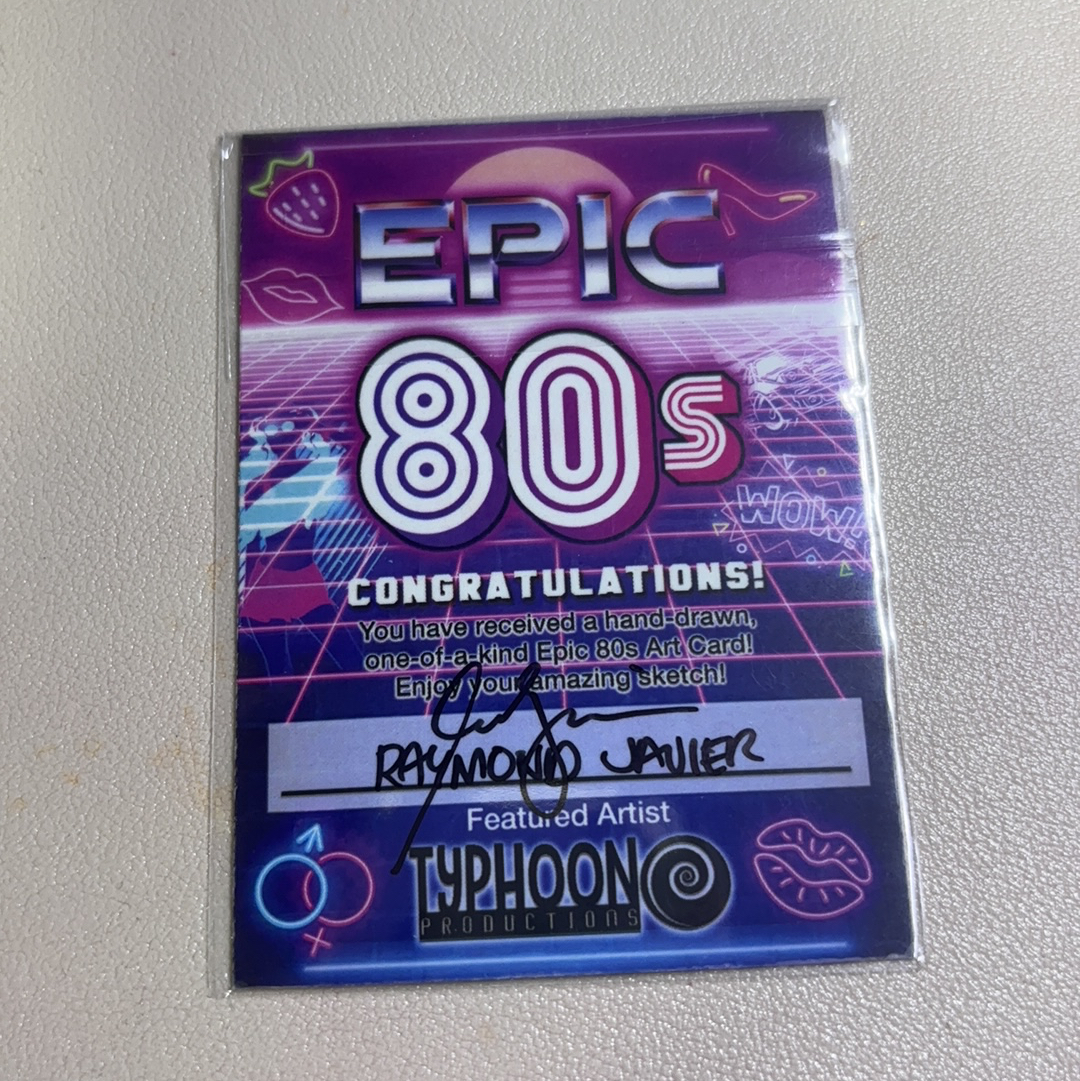 EPIC
80s
WOW!
CONGRATULATIONS!
You have received a hand-drawn,
one-of-a-kind Epic 80s Art Card!
Enjoy your amazing sketch!
RAYMOND JAVIER
Featured Artist
TYPHOON
PRODUCTIONS